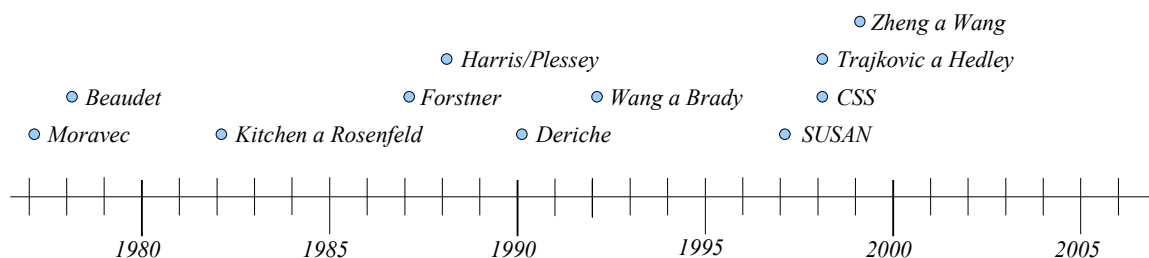 Zheng a Wang
Harris/Plessey Trajkovic a Hedley
Beaudet Forstner Wang a Brady CSS
Moravec Kitchen a Rosenfeld Deriche SUSAN
1980 1985 1990 1995 2000 2005